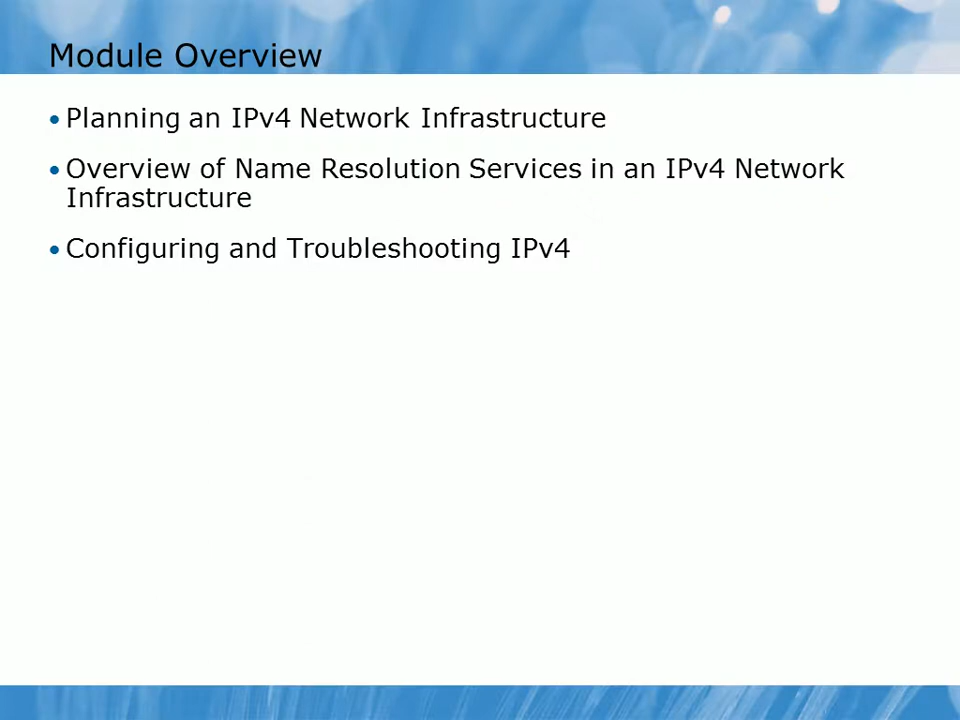 Module Overview
• Planning an IPv4 Network Infrastructure
• Overview of Name Resolution Services in an IPv4 Network
Infrastructure
• Configuring and Troubleshooting IPv4